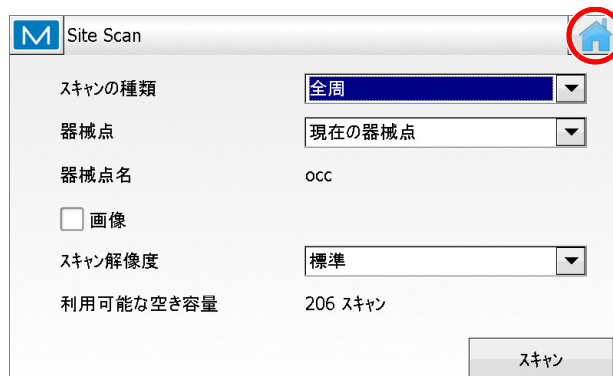 Site Scan
スキャンの種類 全周
器械点 現在の器械点
器械点名 occ
画像
スキャン解像度 標準
利用可能な空き容量 206 スキャン
スキャン